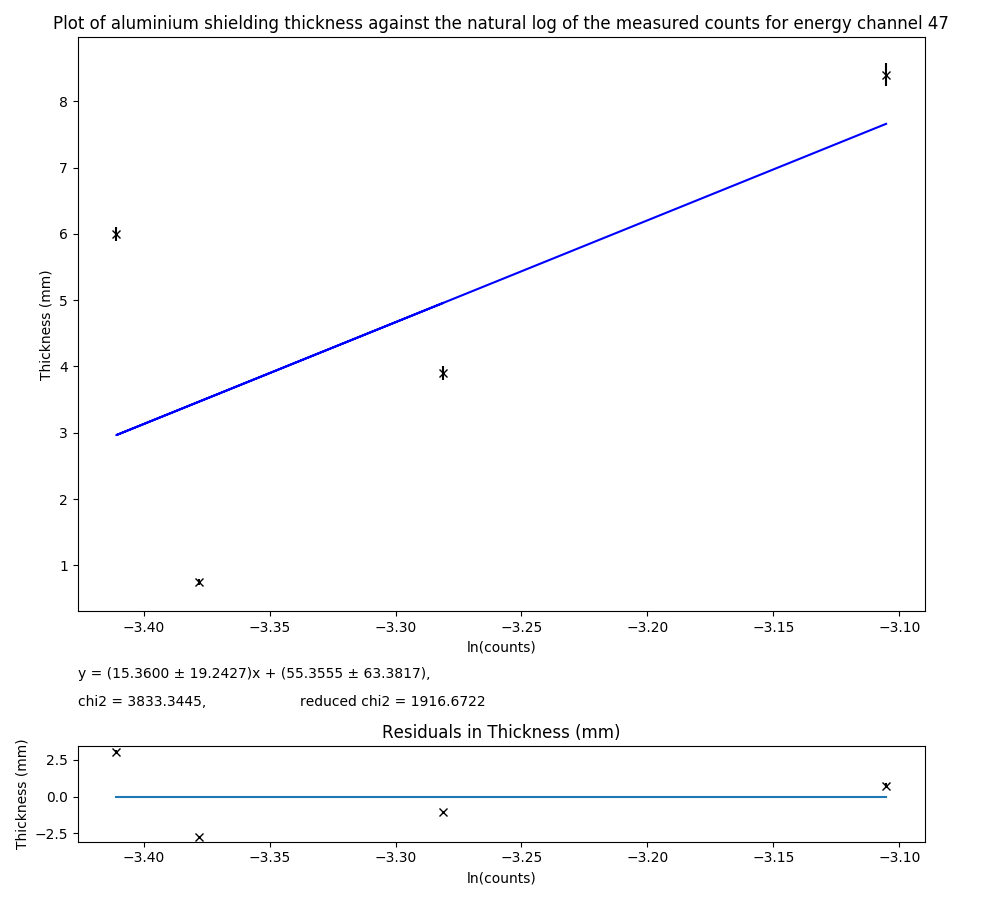 Plot of aluminium shielding thickness against the natural log of the measured counts for energy channel 47
Thickness (mm)
8
7
6
5
4
3
2
1
−3.40 −3.35 −3.30 −3.25 −3.20 −3.15 −3.10
ln(counts)
y = (15.3600 ± 19.2427)x + (55.3555 ± 63.3817),
chi2 = 3833.3445, reduced chi2 = 1916.6722
Residuals in Thickness (mm)
Thickness (mm)
2.5
0.0
−2.5
−3.40 −3.35 −3.30 −3.25 −3.20 −3.15 −3.10
ln(counts)